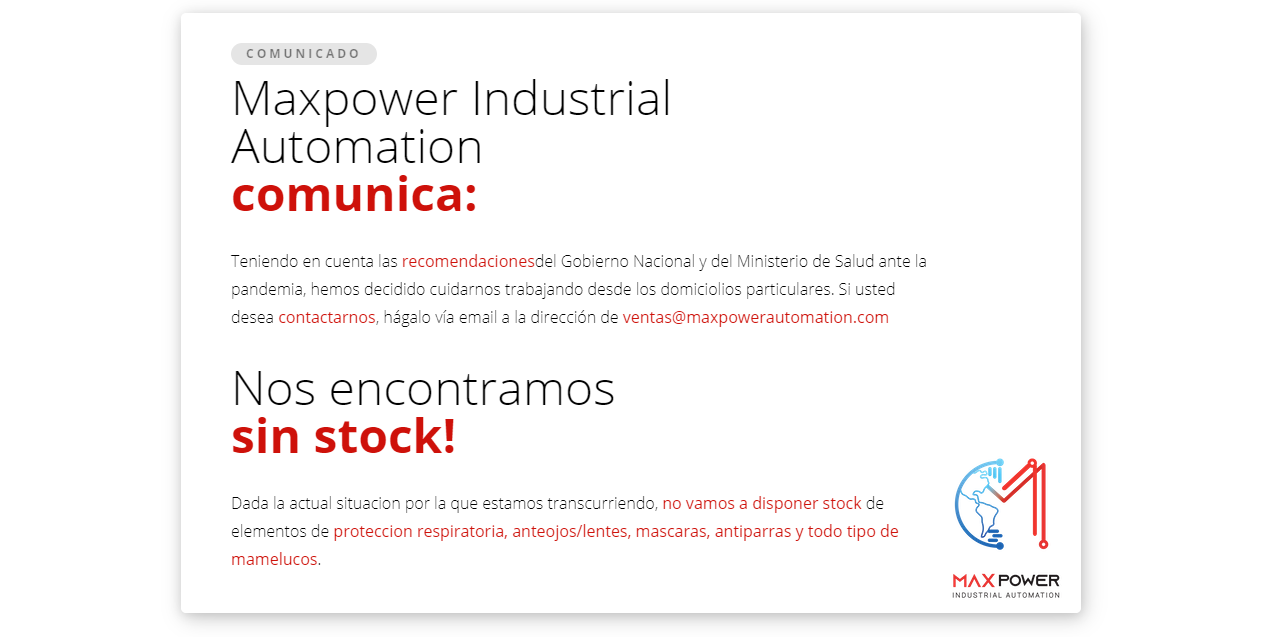 COMUNICADO
Maxpower Industrial
Automation
comunica:
Teniendo en cuenta las recomendacionesdel Gobierno Nacional y del Ministerio de Salud ante la
pandemia, hemos decidido cuidarnos trabajando desde los domiciolios particulares. Si usted
desea contactarnos, hágalo vía email a la dirección de ventas@maxpowerautomation.com
Nos encontramos
sin stock!
Dada la actual situacion por la que estamos transcurriendo, no vamos a disponer stock de
elementos de proteccion respiratoria, anteojos/lentes, mascaras, antiparras y todo tipo de
mamelucos.
MAXPOWER
INDUSTRIAL AUTOMATION